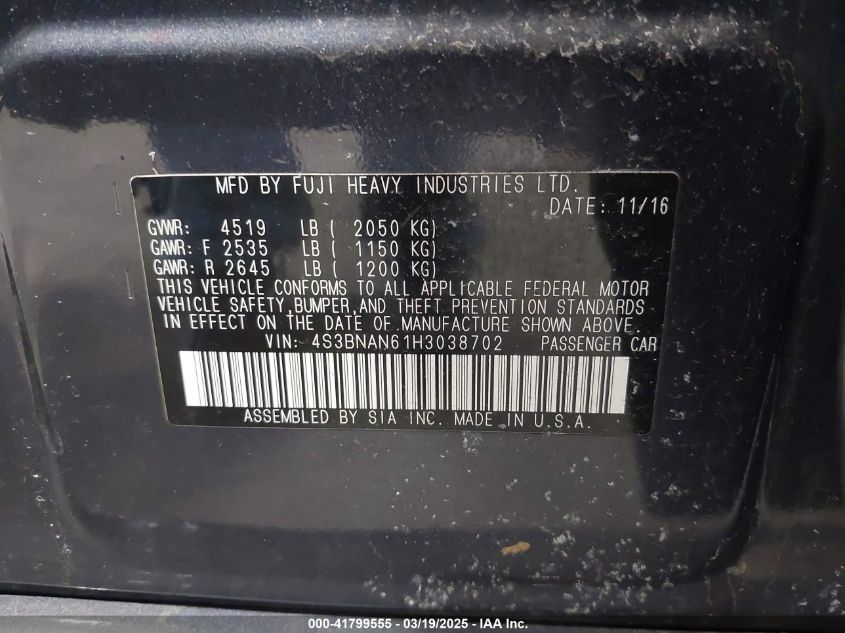 MFD BY FUJI HEAVY INDUSTRIES LTD.
DATE: 11/16
GVWR: 4519 LB ( 2050 KG)
GAWR: F 2535 LB ( 1150 KG)
GAWR: R 2645 LB ( 1200 KG)
THIS VEHICLE CONFORMS TO ALL APPLICABLE FEDERAL MOTOR
VEHICLE SAFETY,BUMPER,AND THEFT PREVENTION STANDARDS
IN EFFECT ON THE DATE OF MANUFACTURE SHOWN ABOVE.
VIN: 4S3BNAN61H3038702 PASSENGER CAR
ASSEMBLED BY SIA INC. MADE IN U.S.A.
000-41799555 - 03/19/2025 - IAA Inc.